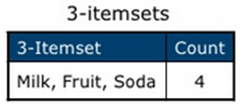 3-itemsets
3-Itemset Count
Milk, Fruit, Soda 4